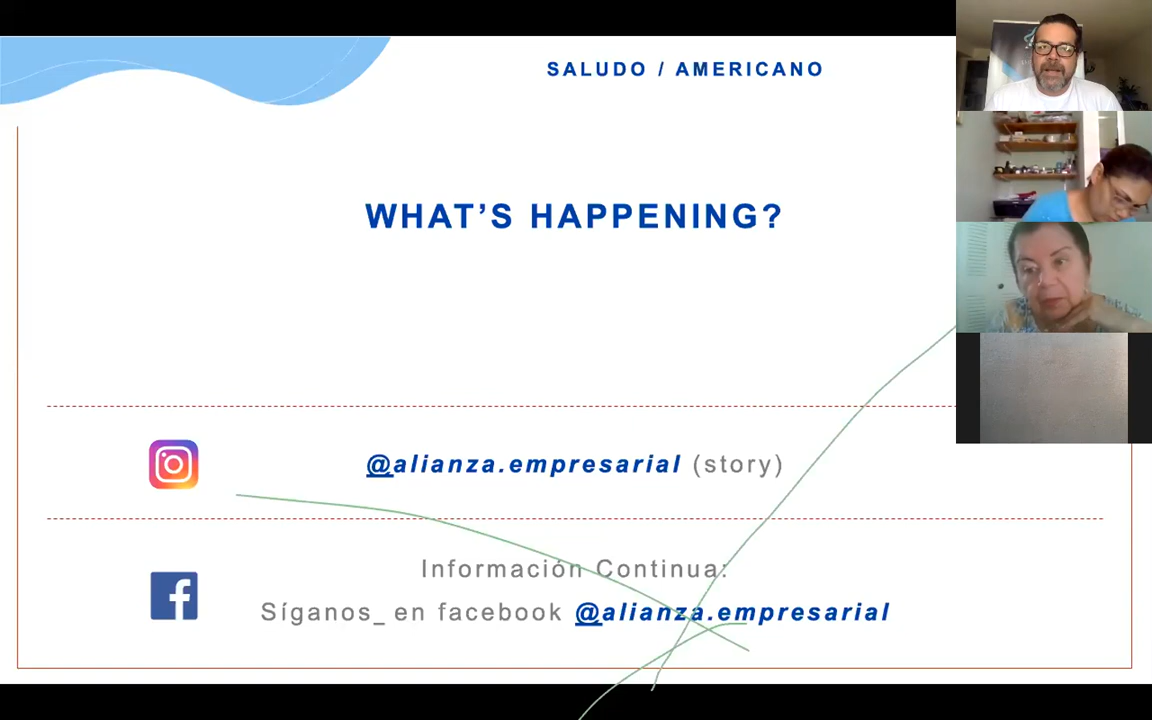 SALUDO / AMERICANO
WHAT’S HAPPENING?
@alianza.empresarial (story)
Información Continua:
Síganos_ en facebook @alianza.empresarial